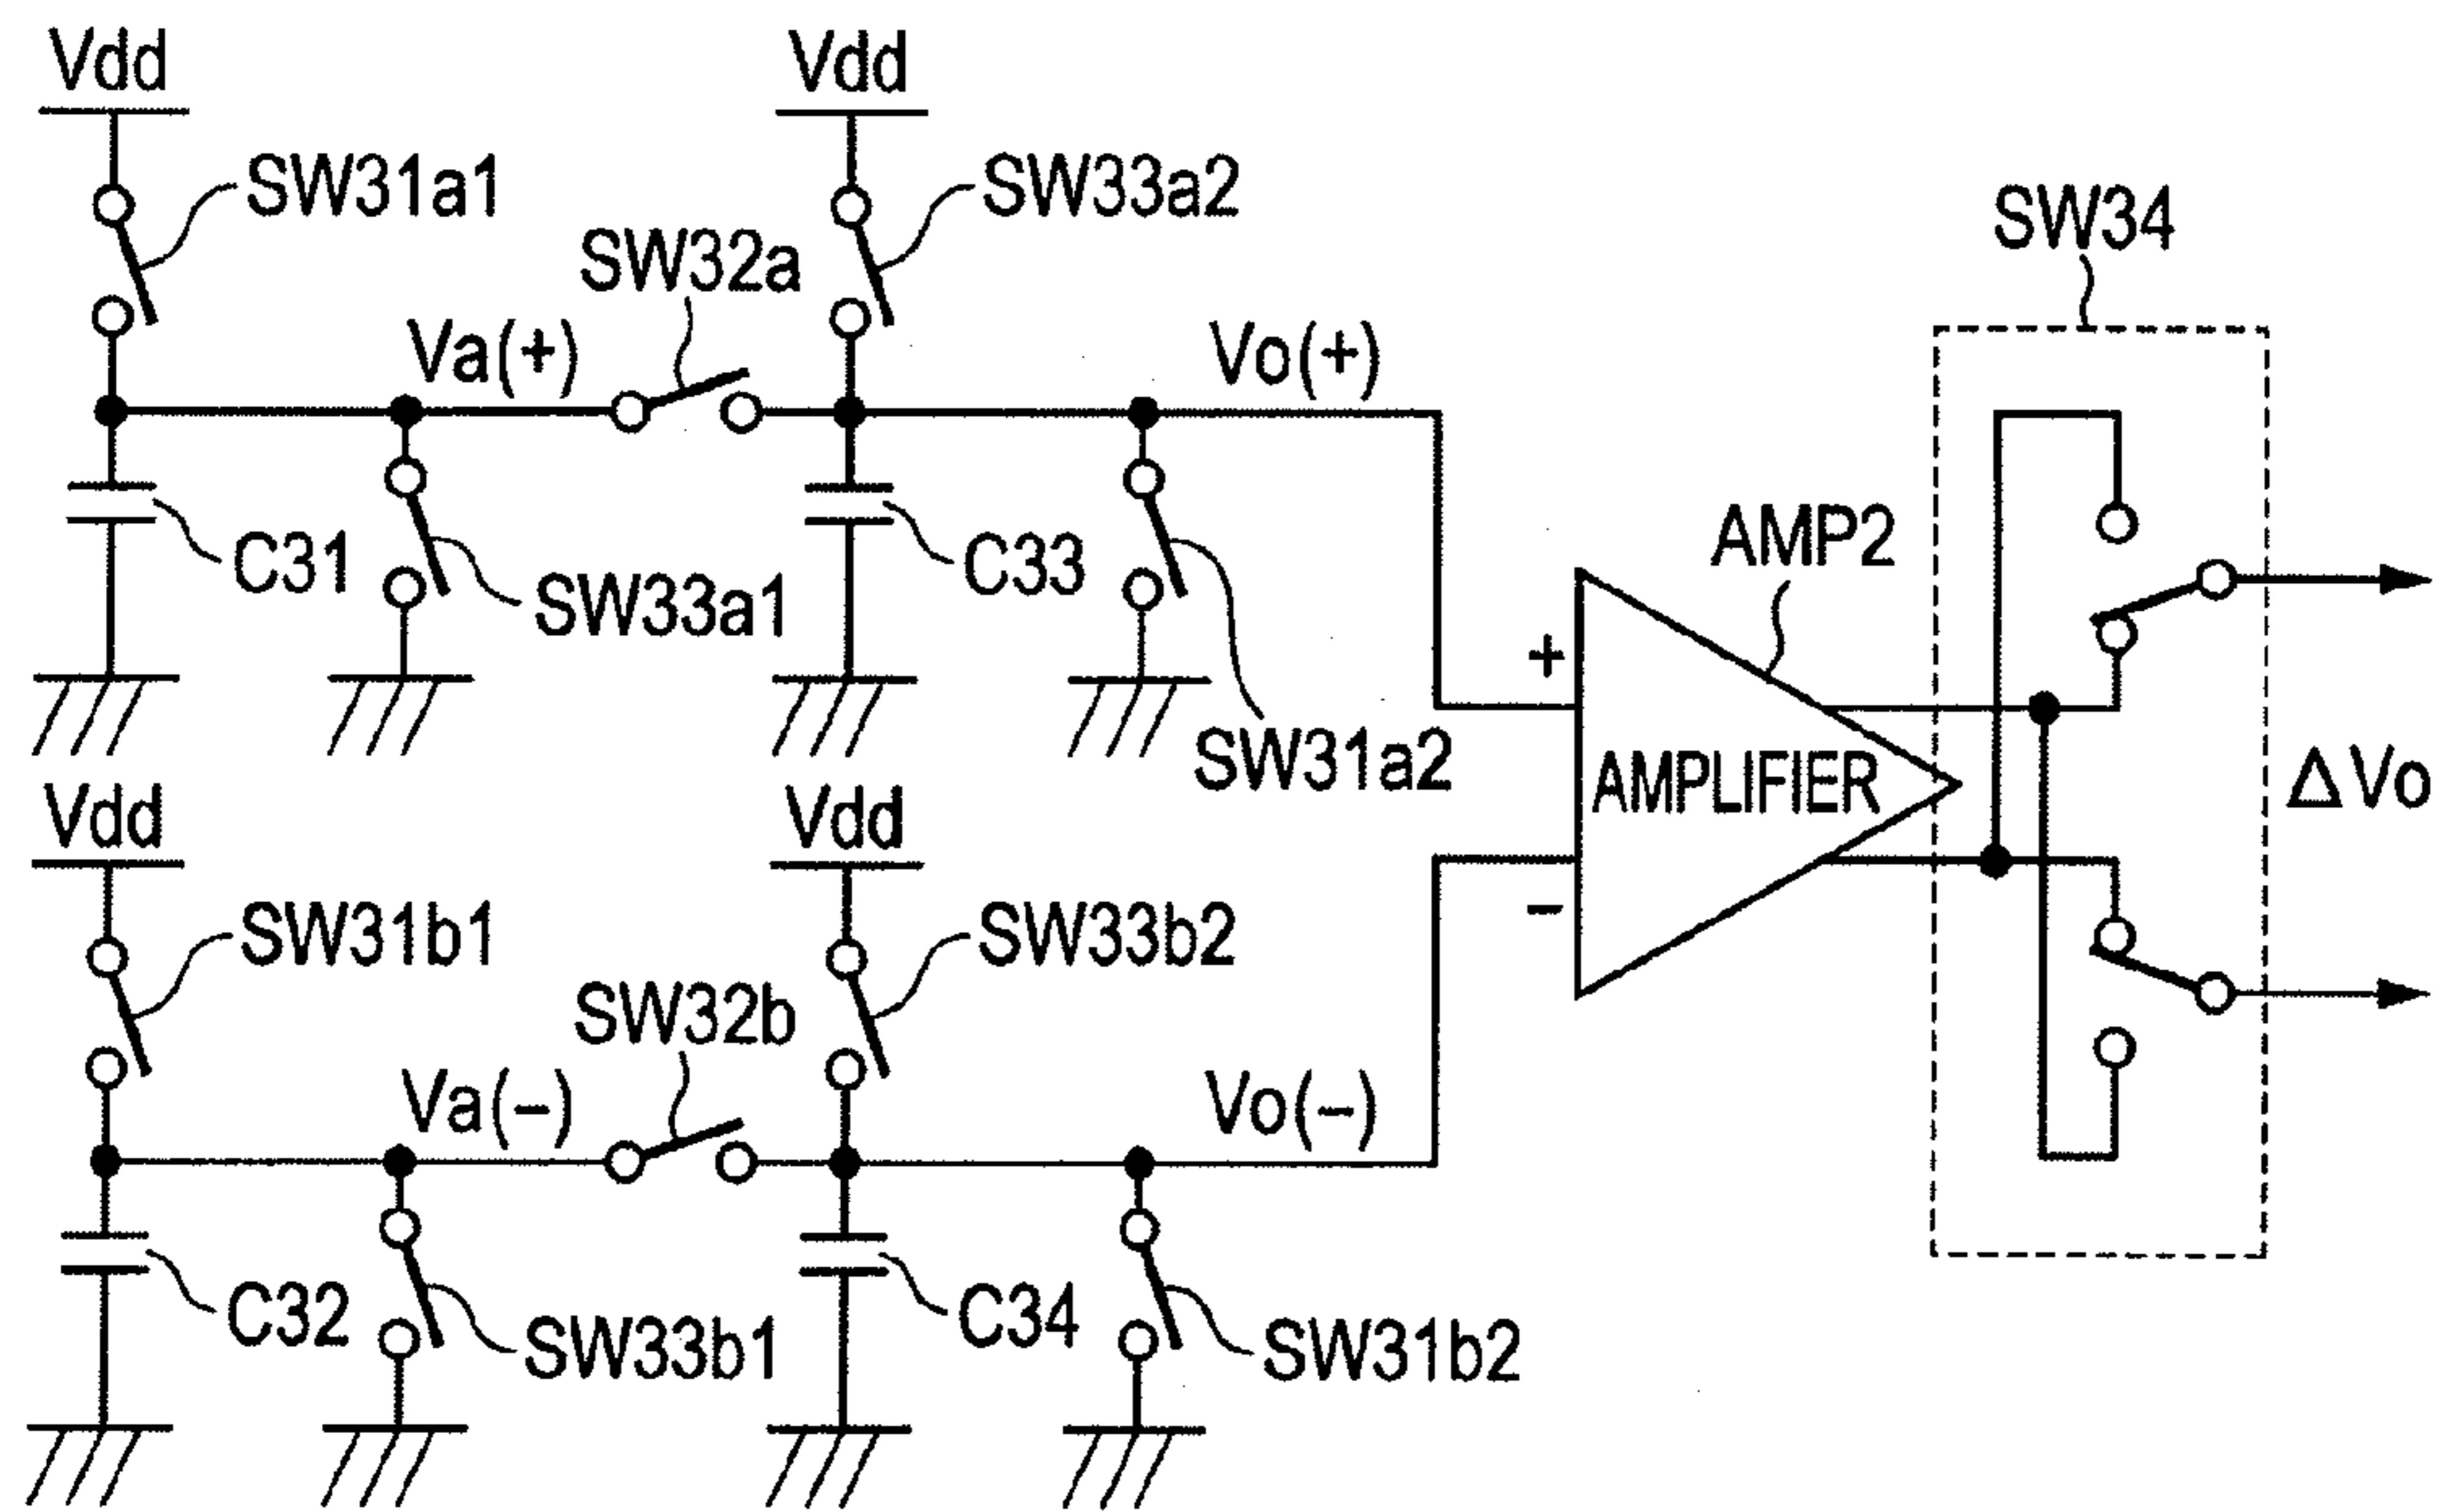 Vdd
Vdd
SW31a1
SW33a2
SW34
SW32a
Va(+)
Vo(+)
C31
SW33a1
C33
AMP2
+
SW31a2
AMPLIFIER
ΔVo
Vdd
Vdd
−
SW31b1
SW33b2
SW32b
Va(−)
Vo(−)
C32
SW33b1
C34
SW31b2